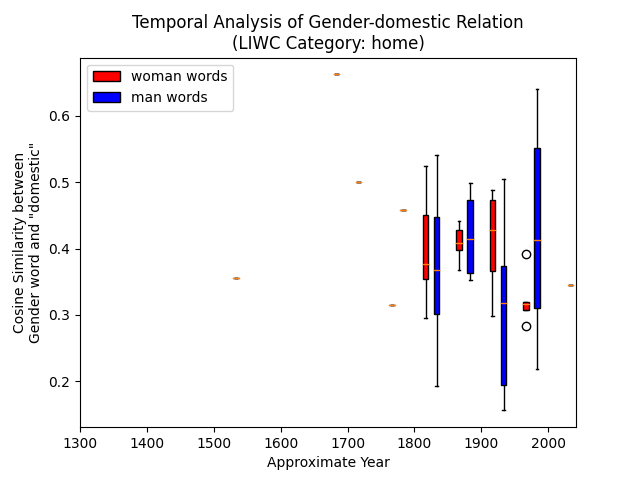 Temporal Analysis of Gender-domestic Relation
(LIWC Category: home)
woman words
man words
Cosine Similarity between
Gender word and "domestic"
0.6
0.5
0.4
0.3
0.2
1300 1400 1500 1600 1700 1800 1900 2000
Approximate Year